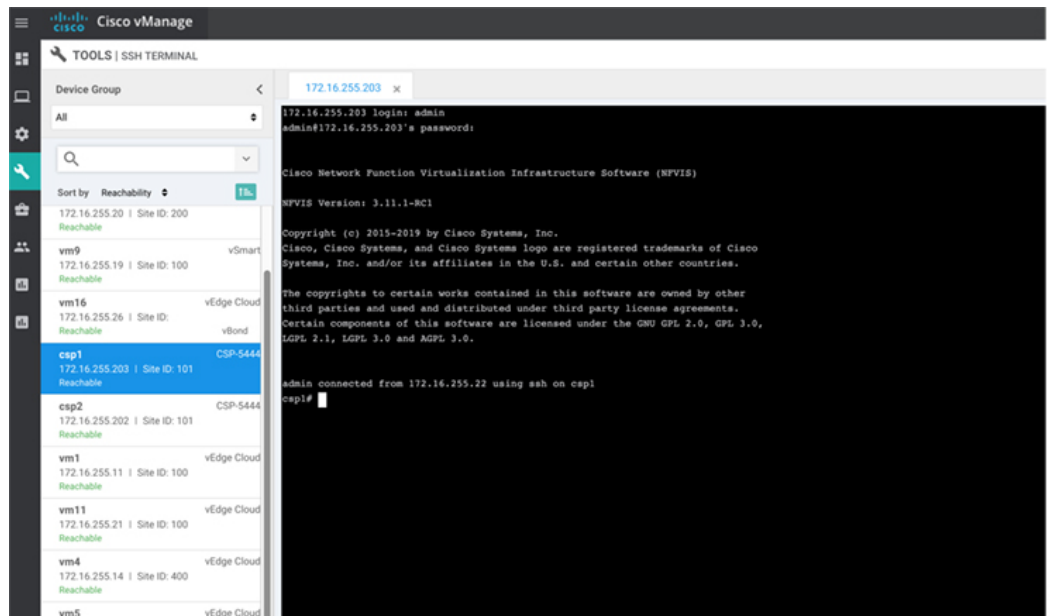 cisco Cisco vManage
TOOLS | SSH TERMINAL
Device Group
All
Sort by Reachability
172.16.255.20 | Site ID: 200
Reachable
vm9 vSmart
172.16.255.19 | Site ID: 100
Reachable
vm16 vEdge Cloud
172.16.255.26 | Site ID:
Reachable vBond
csp1 CSP-5444
172.16.255.203 | Site ID: 101
Reachable
csp2 CSP-5444
172.16.255.202 | Site ID: 101
Reachable
vm1 vEdge Cloud
172.16.255.11 | Site ID: 100
Reachable
vm11 vEdge Cloud
172.16.255.21 | Site ID: 100
Reachable
vm4 vEdge Cloud
172.16.255.14 | Site ID: 400
Reachable
vm5 vEdge Cloud
172.16.255.203 x
172.16.255.203 login: admin
admin@172.16.255.203's password:
Cisco Network Function Virtualization Infrastructure Software (NFVIS)
NFVIS Version: 3.11.1-RC1
Copyright (c) 2015-2019 by Cisco Systems, Inc.
Cisco, Cisco Systems, and Cisco Systems logo are registered trademarks of Cisco
Systems, Inc. and/or its affiliates in the U.S. and certain other countries.
The copyrights to certain works contained in this software are owned by other
third parties and used and distributed under third party license agreements.
Certain components of this software are licensed under the GNU GPL 2.0, GPL 3.0,
LGPL 2.1, LGPL 3.0 and AGPL 3.0.
admin connected from 172.16.255.22 using ssh on csp1
csp1#